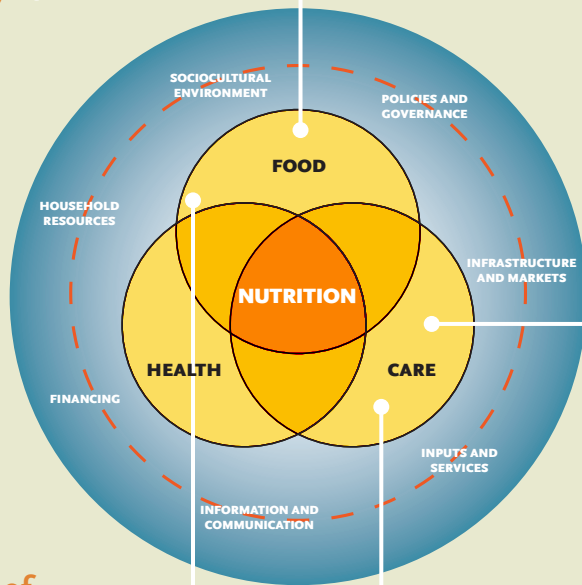 SOCIOCULTURAL
ENVIRONMENT
POLICIES AND
GOVERNANCE
FOOD
HOUSEHOLD
RESOURCES
INFRASTRUCTURE
AND MARKETS
NUTRITION
HEALTH
CARE
FINANCING
INPUTS AND
SERVICES
INFORMATION AND
COMMUNICATION
of